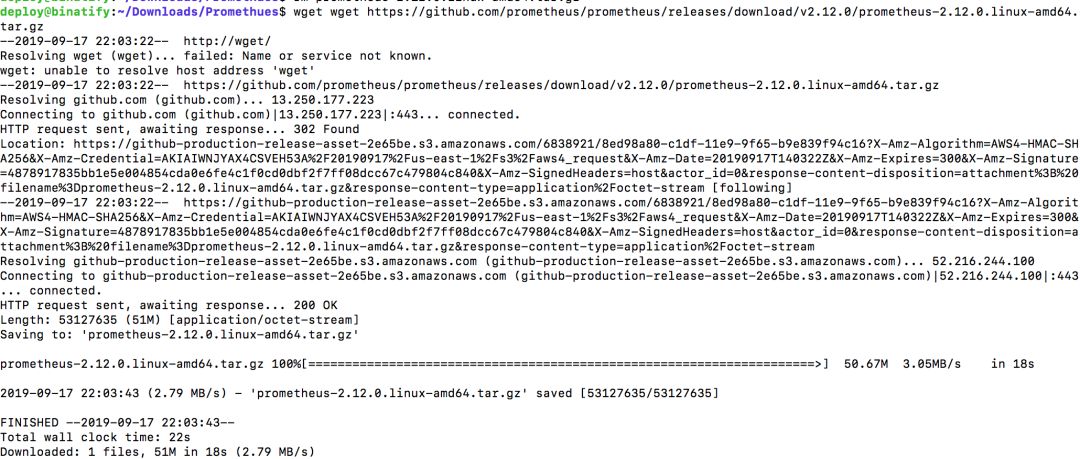 deploy@binatify:~/Downloads/Promethues$ wget wget https://github.com/prometheus/prometheus/releases/download/v2.12.0/prometheus-2.12.0.linux-amd64.
tar.gz
--2019-09-17 22:03:22--  http://wget/
Resolving wget (wget)... failed: Name or service not known.
wget: unable to resolve host address 'wget'
--2019-09-17 22:03:22--  https://github.com/prometheus/prometheus/releases/download/v2.12.0/prometheus-2.12.0.linux-amd64.tar.gz
Resolving github.com (github.com)... 13.250.177.223
Connecting to github.com (github.com)|13.250.177.223|:443... connected.
HTTP request sent, awaiting response... 302 Found
Location: https://github-production-release-asset-2e65be.s3.amazonaws.com/6838921/8ed98a80-c1df-11e9-9f65-b9e839f94c16?X-Amz-Algorithm=AWS4-HMAC-SH
A256&X-Amz-Credential=AKIAIWNJYAX4CSVEH53A%2F20190917%2Fus-east-1%2Fs3%2Faws4_request&X-Amz-Date=20190917T140322Z&X-Amz-Expires=300&X-Amz-Signature
=4878917835bb1e5e004854cda0e6fe4c1f0cd0dbf2f7ff08dcc67c479804c840&X-Amz-SignedHeaders=host&actor_id=0&response-content-disposition=attachment%3B%20
filename%3Dprometheus-2.12.0.linux-amd64.tar.gz&response-content-type=application%2Foctet-stream [following]
--2019-09-17 22:03:22--  https://github-production-release-asset-2e65be.s3.amazonaws.com/6838921/8ed98a80-c1df-11e9-9f65-b9e839f94c16?X-Amz-Algorit
hm=AWS4-HMAC-SHA256&X-Amz-Credential=AKIAIWNJYAX4CSVEH53A%2F20190917%2Fus-east-1%2Fs3%2Faws4_request&X-Amz-Date=20190917T140322Z&X-Amz-Expires=300&
X-Amz-Signature=4878917835bb1e5e004854cda0e6fe4c1f0cd0dbf2f7ff08dcc67c479804c840&X-Amz-SignedHeaders=host&actor_id=0&response-content-disposition=a
ttachment%3B%20filename%3Dprometheus-2.12.0.linux-amd64.tar.gz&response-content-type=application%2Foctet-stream
Resolving github-production-release-asset-2e65be.s3.amazonaws.com (github-production-release-asset-2e65be.s3.amazonaws.com)... 52.216.244.100
Connecting to github-production-release-asset-2e65be.s3.amazonaws.com (github-production-release-asset-2e65be.s3.amazonaws.com)|52.216.244.100|:443
... connected.
HTTP request sent, awaiting response... 200 OK
Length: 53127635 (51M) [application/octet-stream]
Saving to: 'prometheus-2.12.0.linux-amd64.tar.gz'
prometheus-2.12.0.linux-amd64.tar.gz 100%[====================================================================>]  50.67M  3.05MB/s    in 18s
2019-09-17 22:03:43 (2.79 MB/s) - 'prometheus-2.12.0.linux-amd64.tar.gz' saved [53127635/53127635]
FINISHED --2019-09-17 22:03:43--
Total wall clock time: 22s
Downloaded: 1 files, 51M in 18s (2.79 MB/s)